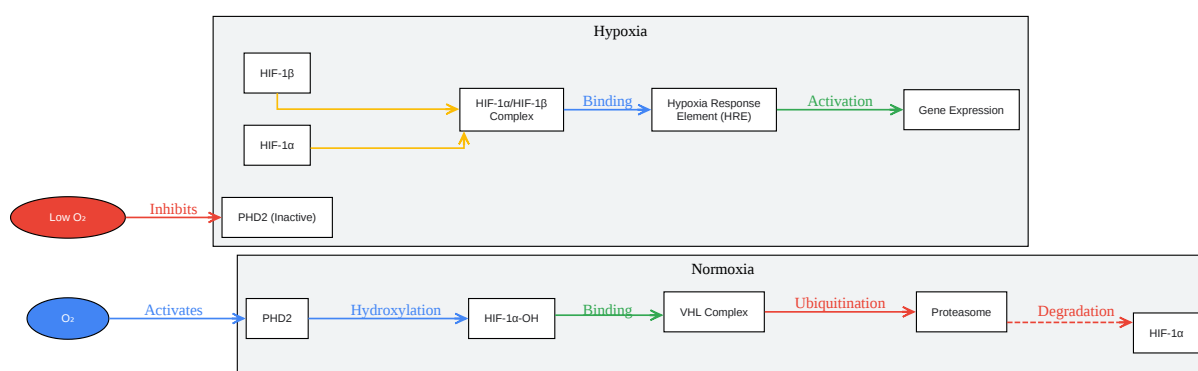 Hypoxia
HIF-1β
HIF-1α/HIF-1β
Complex
Binding
Hypoxia Response
Element (HRE)
Activation
Gene Expression
HIF-1α
Low O₂
Inhibits
PHD2 (Inactive)
Normoxia
O₂
Activates
PHD2
Hydroxylation
HIF-1α-OH
Binding
VHL Complex
Ubiquitination
Proteasome
Degradation
HIF-1α